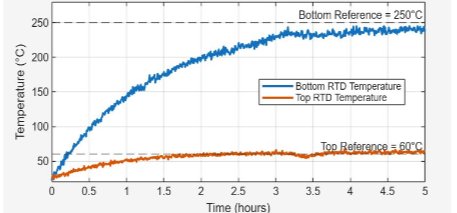 Bottom Reference = 250°C
250
200
150
100
50
Temperature (°C)
Bottom RTD Temperature
Top RTD Temperature
Top Reference = 60°C
0 0.5 1 1.5 2 2.5 3 3.5 4 4.5 5
Time (hours)